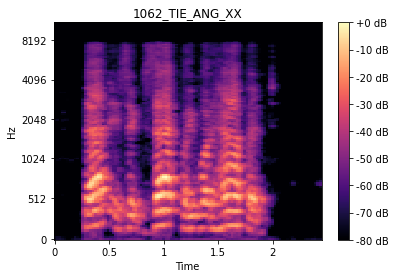 1062_TIE_ANG_XX
+0 dB
8192
-10 dB
4096
-20 dB
-30 dB
2048
Hz
-40 dB
1024
-50 dB
512
-60 dB
-70 dB
0
-80 dB
0 0.5 1 1.5 2
Time